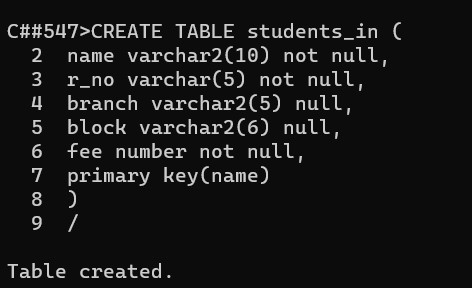 C##547>CREATE TABLE students_in (
  2  name varchar2(10) not null,
  3  r_no varchar(5) not null,
  4  branch varchar2(5) null,
  5  block varchar2(6) null,
  6  fee number not null,
  7  primary key(name)
  8  )
  9  /
Table created.